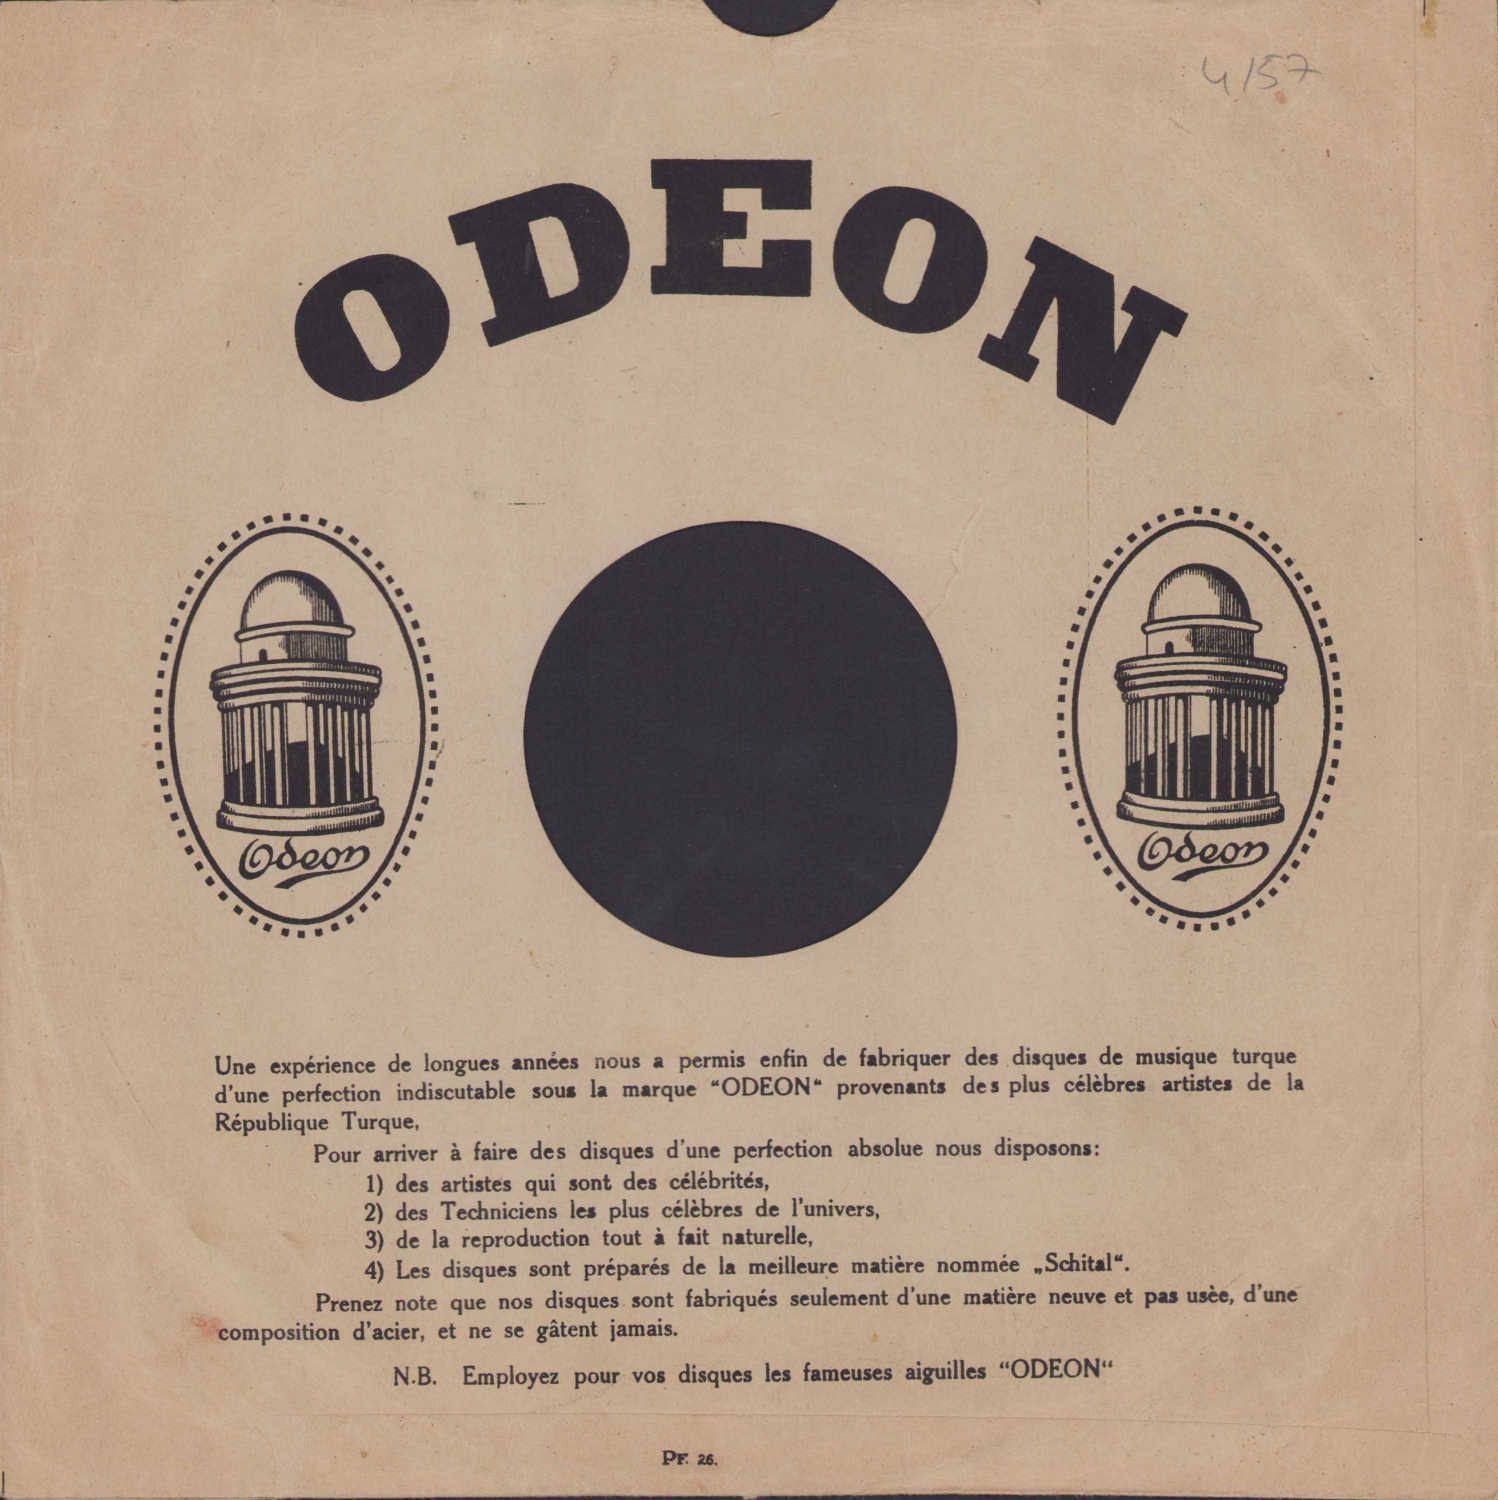 4/57
ODEON
Odeon
Odeon
Une expérience de longues années nous a permis enfin de fabriquer des disques de musique turque
d'une perfection indiscutable sous la marque “ODEON“ provenants des plus célèbres artistes de la
République Turque,
Pour arriver à faire des disques d'une perfection absolue nous disposons:
1) des artistes qui sont des célébrités,
2) des Techniciens les plus célèbres de l'univers,
3) de la reproduction tout à fait naturelle,
4) Les disques sont préparés de la meilleure matière nommée „Schital“.
Prenez note que nos disques sont fabriqués seulement d'une matière neuve et pas usèe, d'une
composition d'acier, et ne se gâtent jamais.
N.B. Employez pour vos disques les fameuses aiguilles “ODEON“
PF. 26.